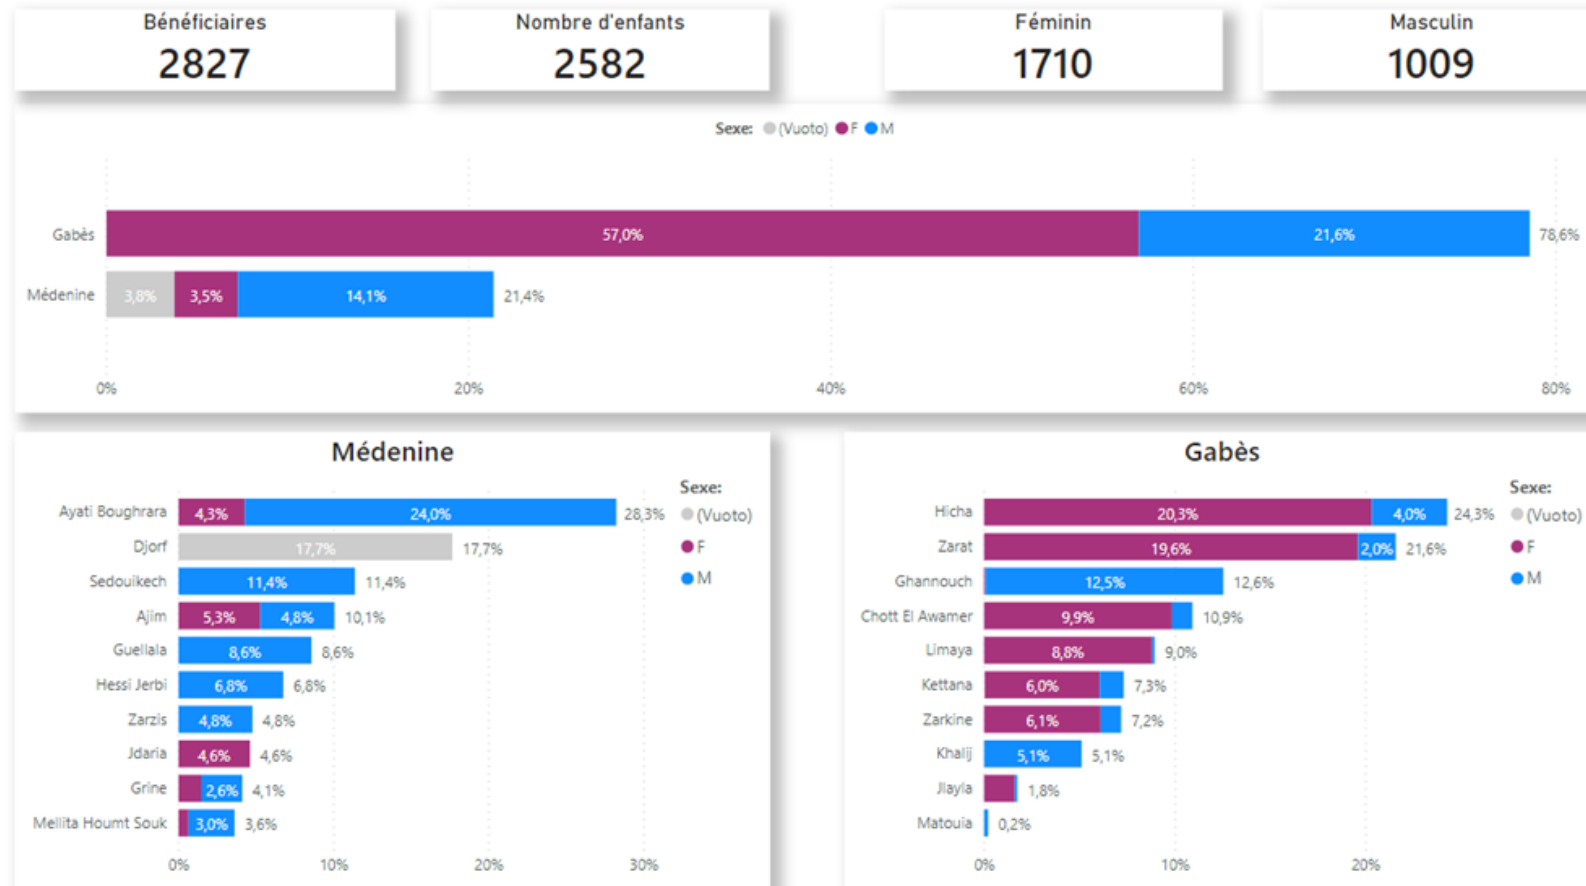 Bénéficiaires
2827
Nombre d'enfants
2582
Féminin
1710
Masculin
1009
Sexe: (Vuoto) F M
Gabès 57,0% 21,6% 78,6%
Médenine 3,8% 3,5% 14,1% 21,4%
0% 20% 40% 60% 80%
Médenine
Sexe:
(Vuoto)
F
M
Ayati Boughrara 4,3% 24,0% 28,3%
Djorf 17,7% 17,7%
Sedouikech 11,4% 11,4%
Ajim 5,3% 4,8% 10,1%
Guellala 8,6% 8,6%
Hessi Jerbi 6,8% 6,8%
Zarzis 4,8% 4,8%
Jdaria 4,6% 4,6%
Grine 2,6% 4,1%
Mellita Houmt Souk 3,0% 3,6%
0% 10% 20% 30%
Gabès
Sexe:
(Vuoto)
F
M
Hicha 20,3% 4,0% 24,3%
Zarat 19,6% 2,0% 21,6%
Ghannouch 12,5% 12,6%
Chott El Awamer 9,9% 10,9%
Limaya 8,8% 9,0%
Kettana 6,0% 7,3%
Zarkine 6,1% 7,2%
Khalij 5,1% 5,1%
Jlayla 1,8%
Matouia 0,2%
0% 10% 20%